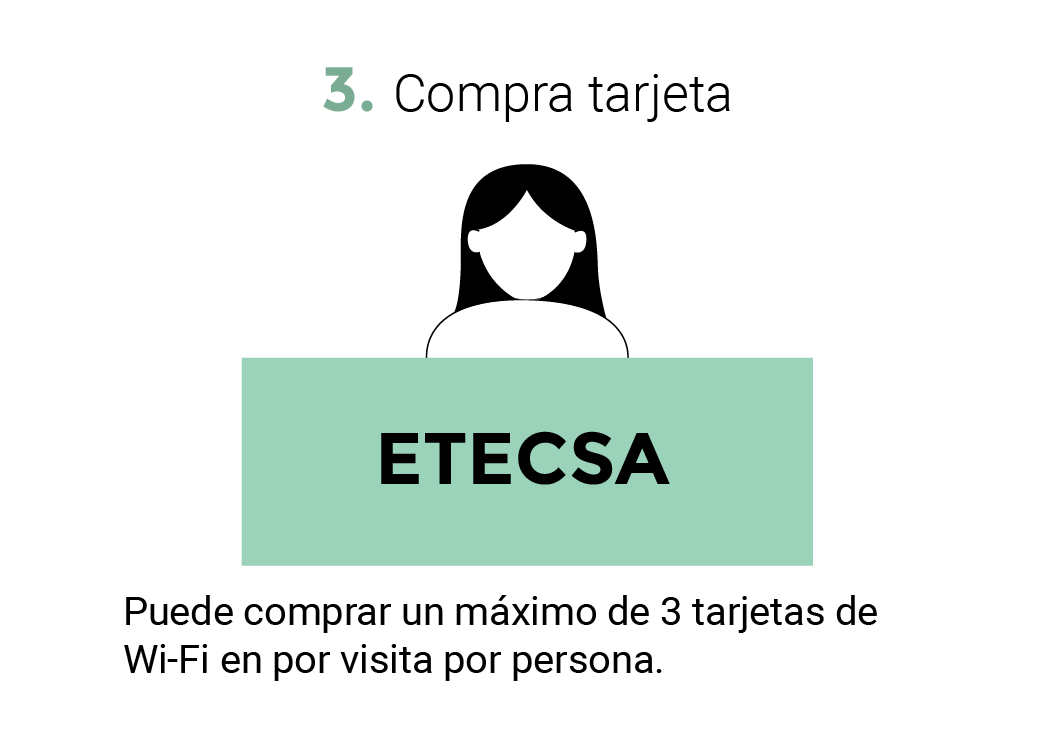 3. Compra tarjeta
ETECSA
Puede comprar un máximo de 3 tarjetas de
Wi-Fi en por visita por persona.